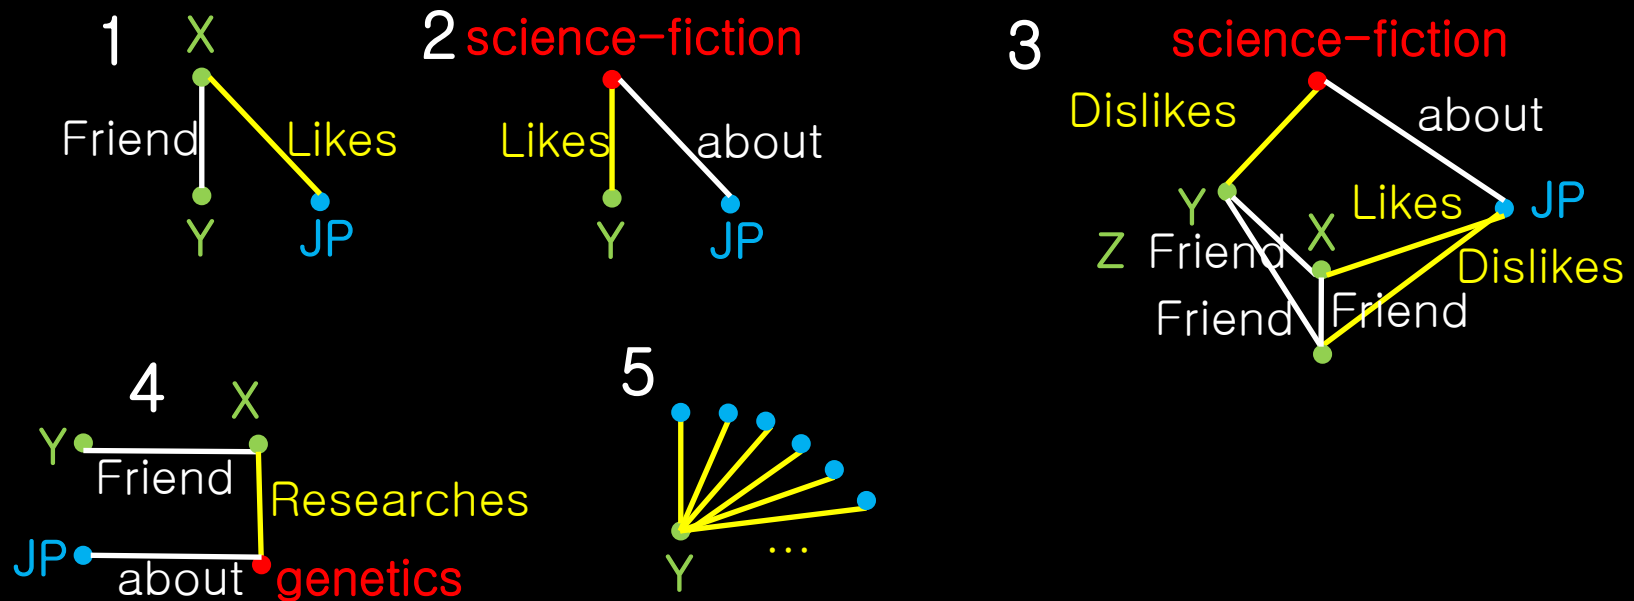 1
X
Friend
Likes
Y
JP
2
science-fiction
Likes
about
Y
JP
3
science-fiction
Dislikes
about
Y
Likes
JP
Z
Friend
X
Dislikes
Friend
Friend
4
X
Y
Friend
Researches
JP
about
genetics
5
Y
...